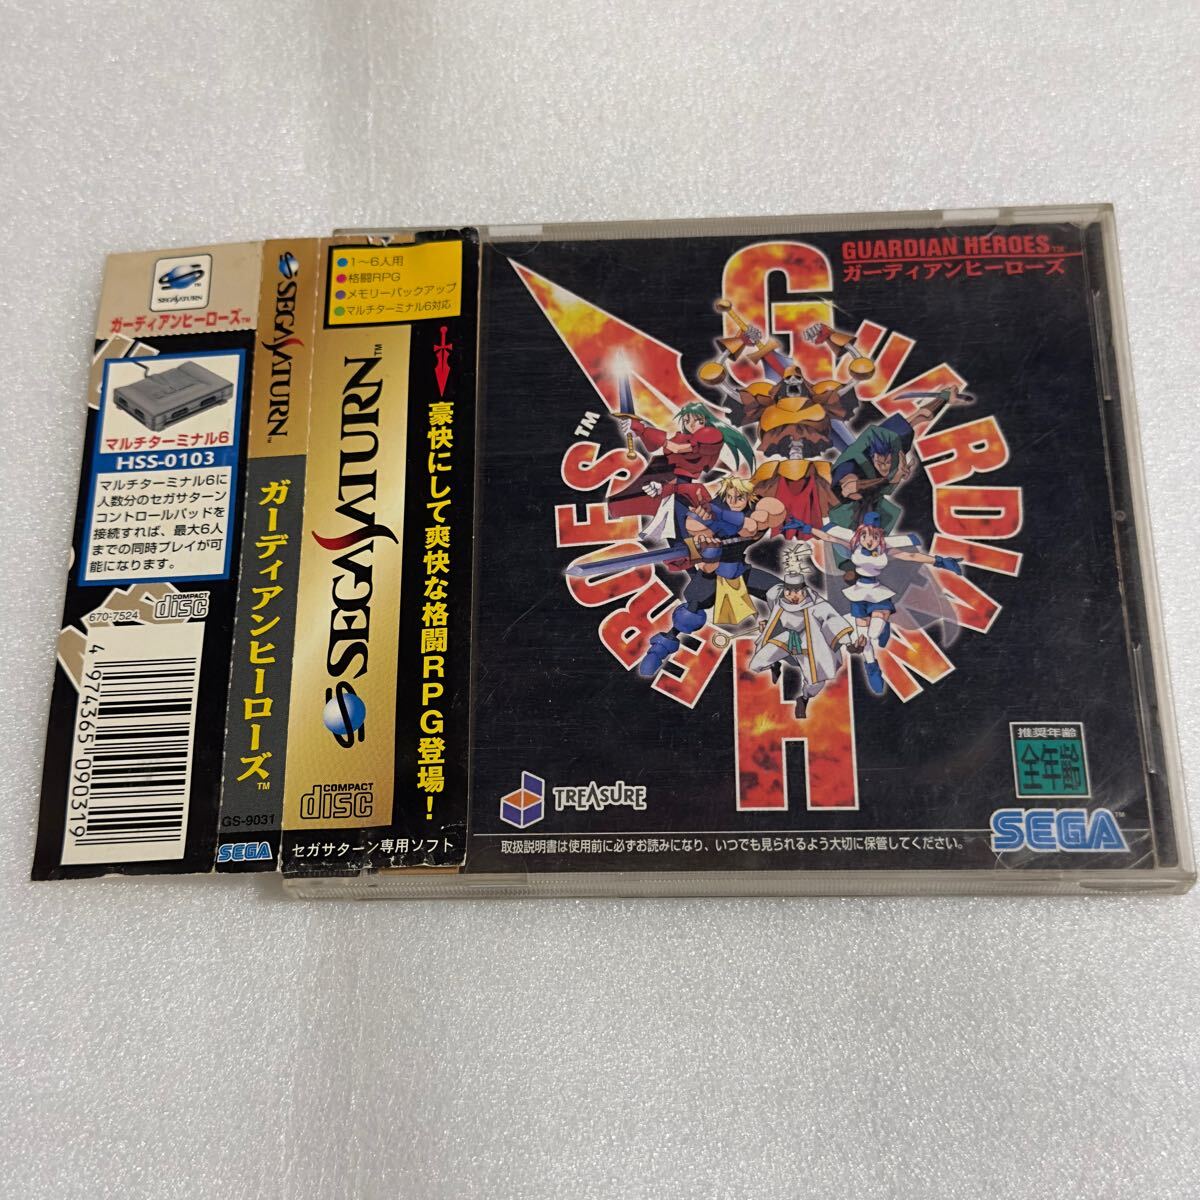 SEGASATURN
ガーディアンヒーローズ™
マルチターミナル6
HSS-0103
マルチターミナル6に
人数分のセガサターン
コントロールパッドを
接続すれば、最大6人
までの同時プレイが可
能になります。
670-7524
COMPACT
disc
4 974365 090319
SEGASATURN™
ガーディアンヒーローズ™
GS-9031
SEGA
●1〜6人用
●格闘RPG
●メモリーバックアップ
●マルチターミナル6対応
SEGASATURN™
豪快にして爽快な格闘RPG登場!
COMPACT
disc
セガサターン専用ソフト
GUARDIAN HEROES™
ガーディアンヒーローズ
GUARDIAN
HEROES™
TREASURE
推奨年齢
全年齢
SEGA™
取扱説明書は使用前に必ずお読みになり、いつでも見られるよう大切に保管してください。